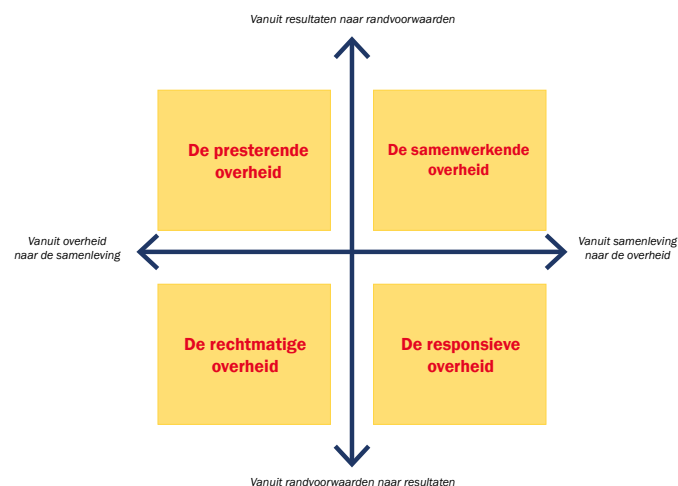 Vanuit resultaten naar randvoorwaarden
De presterende
overheid
De samenwerkende
overheid
Vanuit overheid
naar de samenleving
Vanuit samenleving
naar de overheid
De rechtmatige
overheid
De responsieve
overheid
Vanuit randvoorwaarden naar resultaten